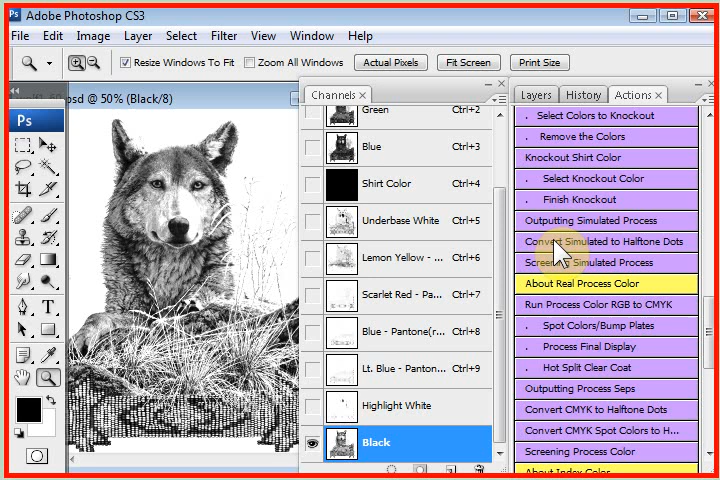 Ps Adobe Photoshop CS3
File Edit Image Layer Select Filter View Window Help
Resize Windows To Fit Zoom All Windows Actual Pixels Fit Screen Print Size
.psd @ 50% (Black/8)
Ps
Channels ×
Green Ctrl+2
Blue Ctrl+3
Shirt Color Ctrl+4
Underbase White Ctrl+5
Lemon Yellow - ... Ctrl+6
Scarlet Red - Pa... Ctrl+7
Blue - Pantone(r... Ctrl+8
Lt. Blue - Panton... Ctrl+9
Highlight White
Black
Layers History Actions ×
. Select Colors to Knockout
. Remove the Colors
Knockout Shirt Color
. Select Knockout Color
. Finish Knockout
Outputting Simulated Process
Convert Simulated to Halftone Dots
Screening Simulated Process
About Real Process Color
Run Process Color RGB to CMYK
. Spot Colors/Bump Plates
. Process Final Display
. Hot Split Clear Coat
Outputting Process Seps
Convert CMYK to Halftone Dots
Convert CMYK Spot Colors to H...
Screening Process Color
About Index Color